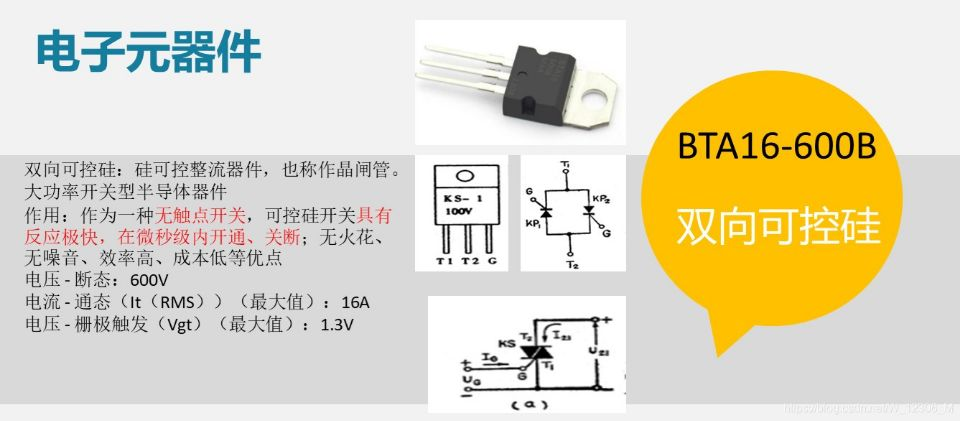 电子元器件
双向可控硅：硅可控整流器件，也称作晶闸管。
大功率开关型半导体器件
作用：作为一种无触点开关，可控硅开关具有
反应极快，在微秒级内开通、关断；无火花、
无噪音、效率高、成本低等优点
电压 - 断态：600V
电流 - 通态（It（RMS））（最大值）：16A
电压 - 栅极触发（Vgt）（最大值）：1.3V
KS- 1
100V
T1 T2 G
T₁
G
KP₂
KP₁
G
T₂
KS
T₂
I₂₁
+
U₂₁
T₁
+
I_G
G
U_G
-
-
(a)
BTA16-600B
双向可控硅